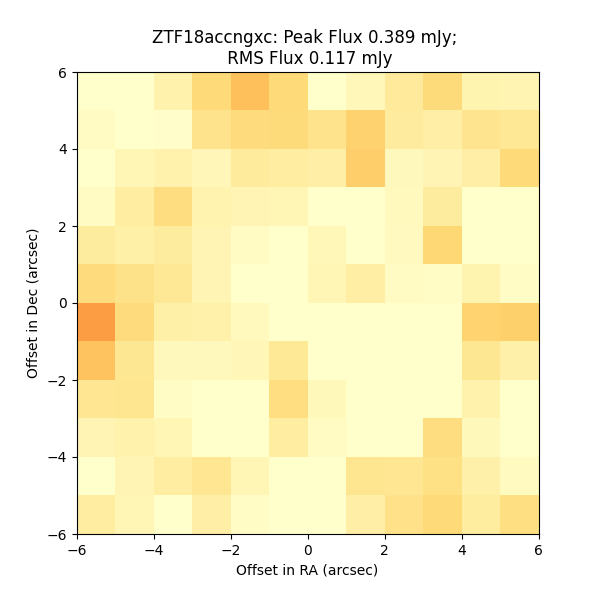 ZTF18accngxc: Peak Flux 0.389 mJy;
RMS Flux 0.117 mJy
6
4
2
0
−2
−4
−6
Offset in Dec (arcsec)
−6 −4 −2 0 2 4 6
Offset in RA (arcsec)